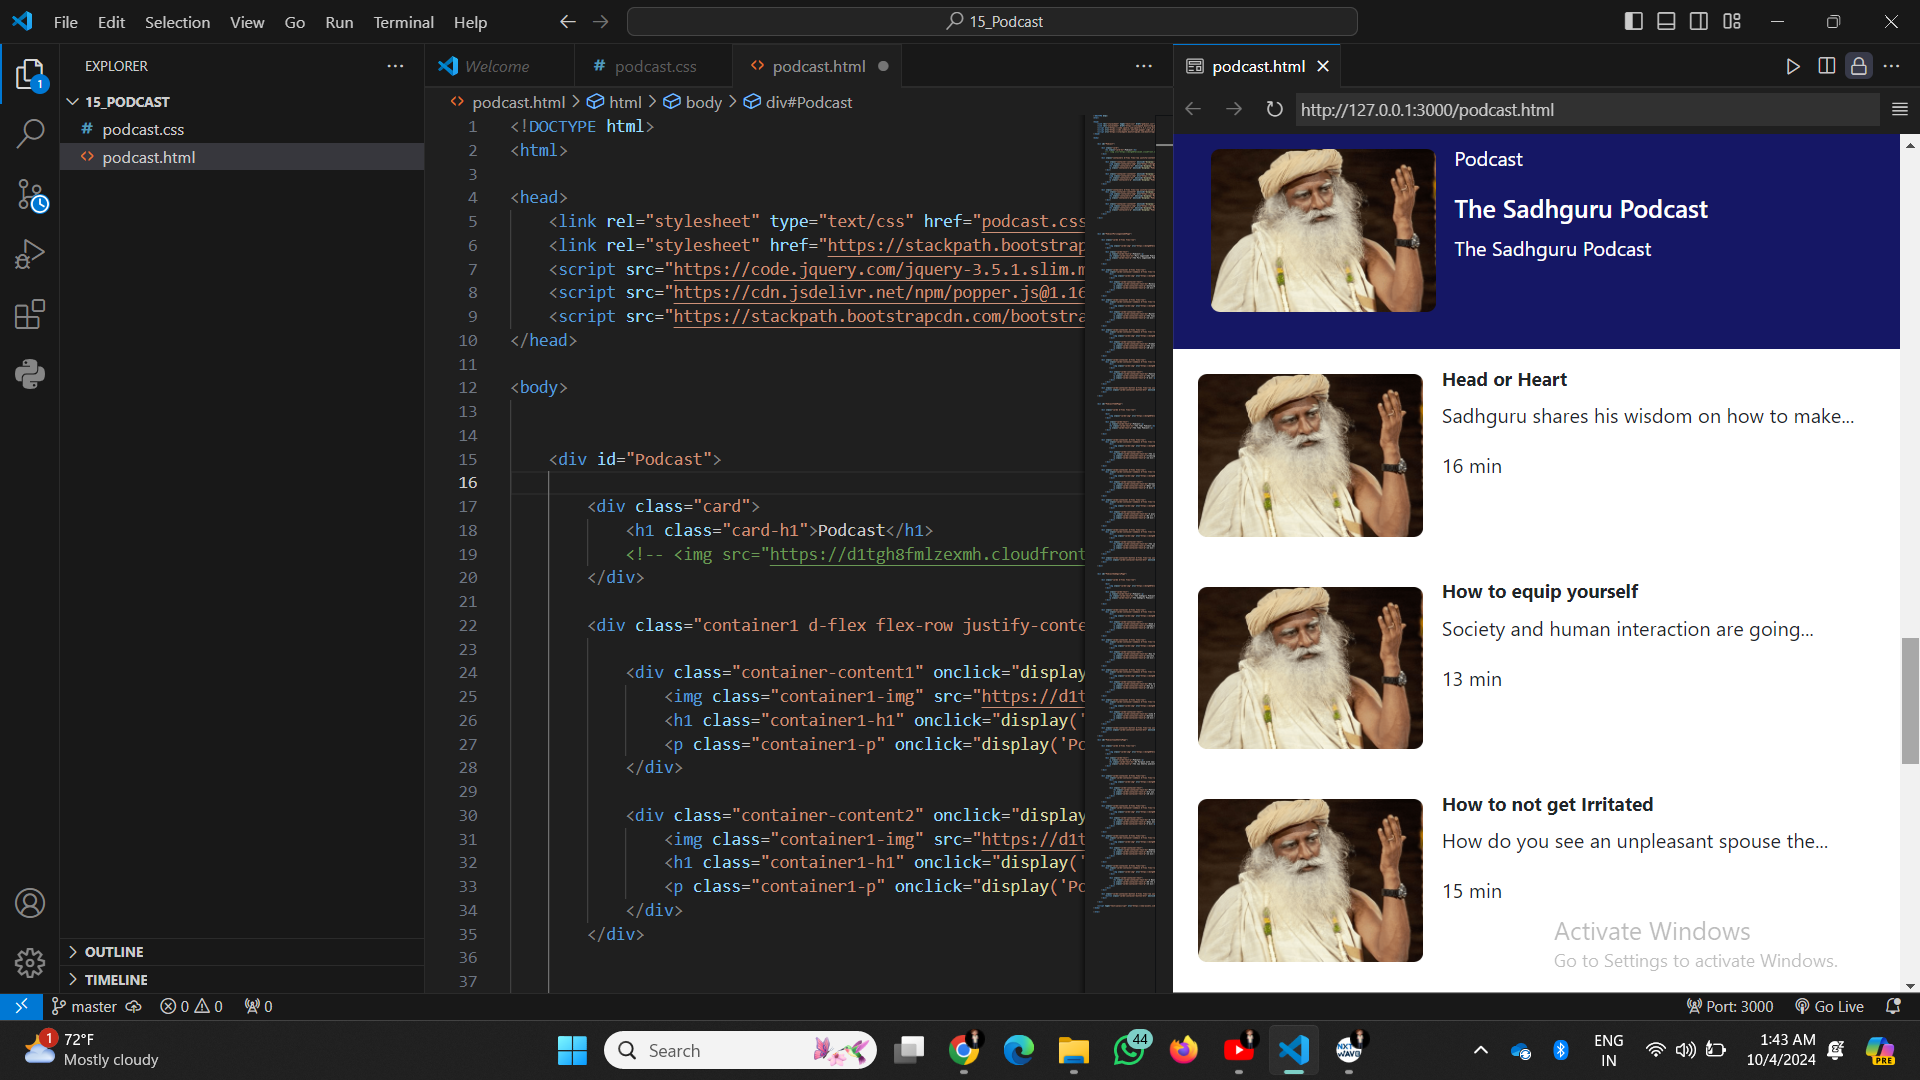 File Edit Selection View Go Run Terminal Help
15_Podcast
EXPLORER
15_PODCAST
# podcast.css
<> podcast.html
OUTLINE
TIMELINE
Welcome
# podcast.css
<> podcast.html
<> podcast.html > html > body > div#Podcast
1 <!DOCTYPE html>
2 <html>
3
4 <head>
5 <link rel="stylesheet" type="text/css" href="podcast.css
6 <link rel="stylesheet" href="https://stackpath.bootstrap
7 <script src="https://code.jquery.com/jquery-3.5.1.slim.m
8 <script src="https://cdn.jsdelivr.net/npm/popper.js@1.16
9 <script src="https://stackpath.bootstrapcdn.com/bootstra
10 </head>
11
12 <body>
13
14
15 <div id="Podcast">
16
17 <div class="card">
18 <h1 class="card-h1">Podcast</h1>
19 <!-- <img src="https://d1tgh8fmlzexmh.cloudfront
20 </div>
21
22 <div class="container1 d-flex flex-row justify-conte
23
24 <div class="container-content1" onclick="display
25 <img class="container1-img" src="https://d1t
26 <h1 class="container1-h1" onclick="display('
27 <p class="container1-p" onclick="display('Po
28 </div>
29
30 <div class="container-content2" onclick="display
31 <img class="container1-img" src="https://d1t
32 <h1 class="container1-h1" onclick="display('
33 <p class="container1-p" onclick="display('Po
34 </div>
35 </div>
36
37
podcast.html
http://127.0.0.1:3000/podcast.html
Podcast
The Sadhguru Podcast
The Sadhguru Podcast
Head or Heart
Sadhguru shares his wisdom on how to make...
16 min
How to equip yourself
Society and human interaction are going...
13 min
How to not get Irritated
How do you see an unpleasant spouse the...
15 min
Activate Windows
Go to Settings to activate Windows.
master 0 0 0
Port: 3000 Go Live
1
1
72°F
Mostly cloudy
Search
44
NXT
WAVE
ENG
IN
1:43 AM
10/4/2024
PRE